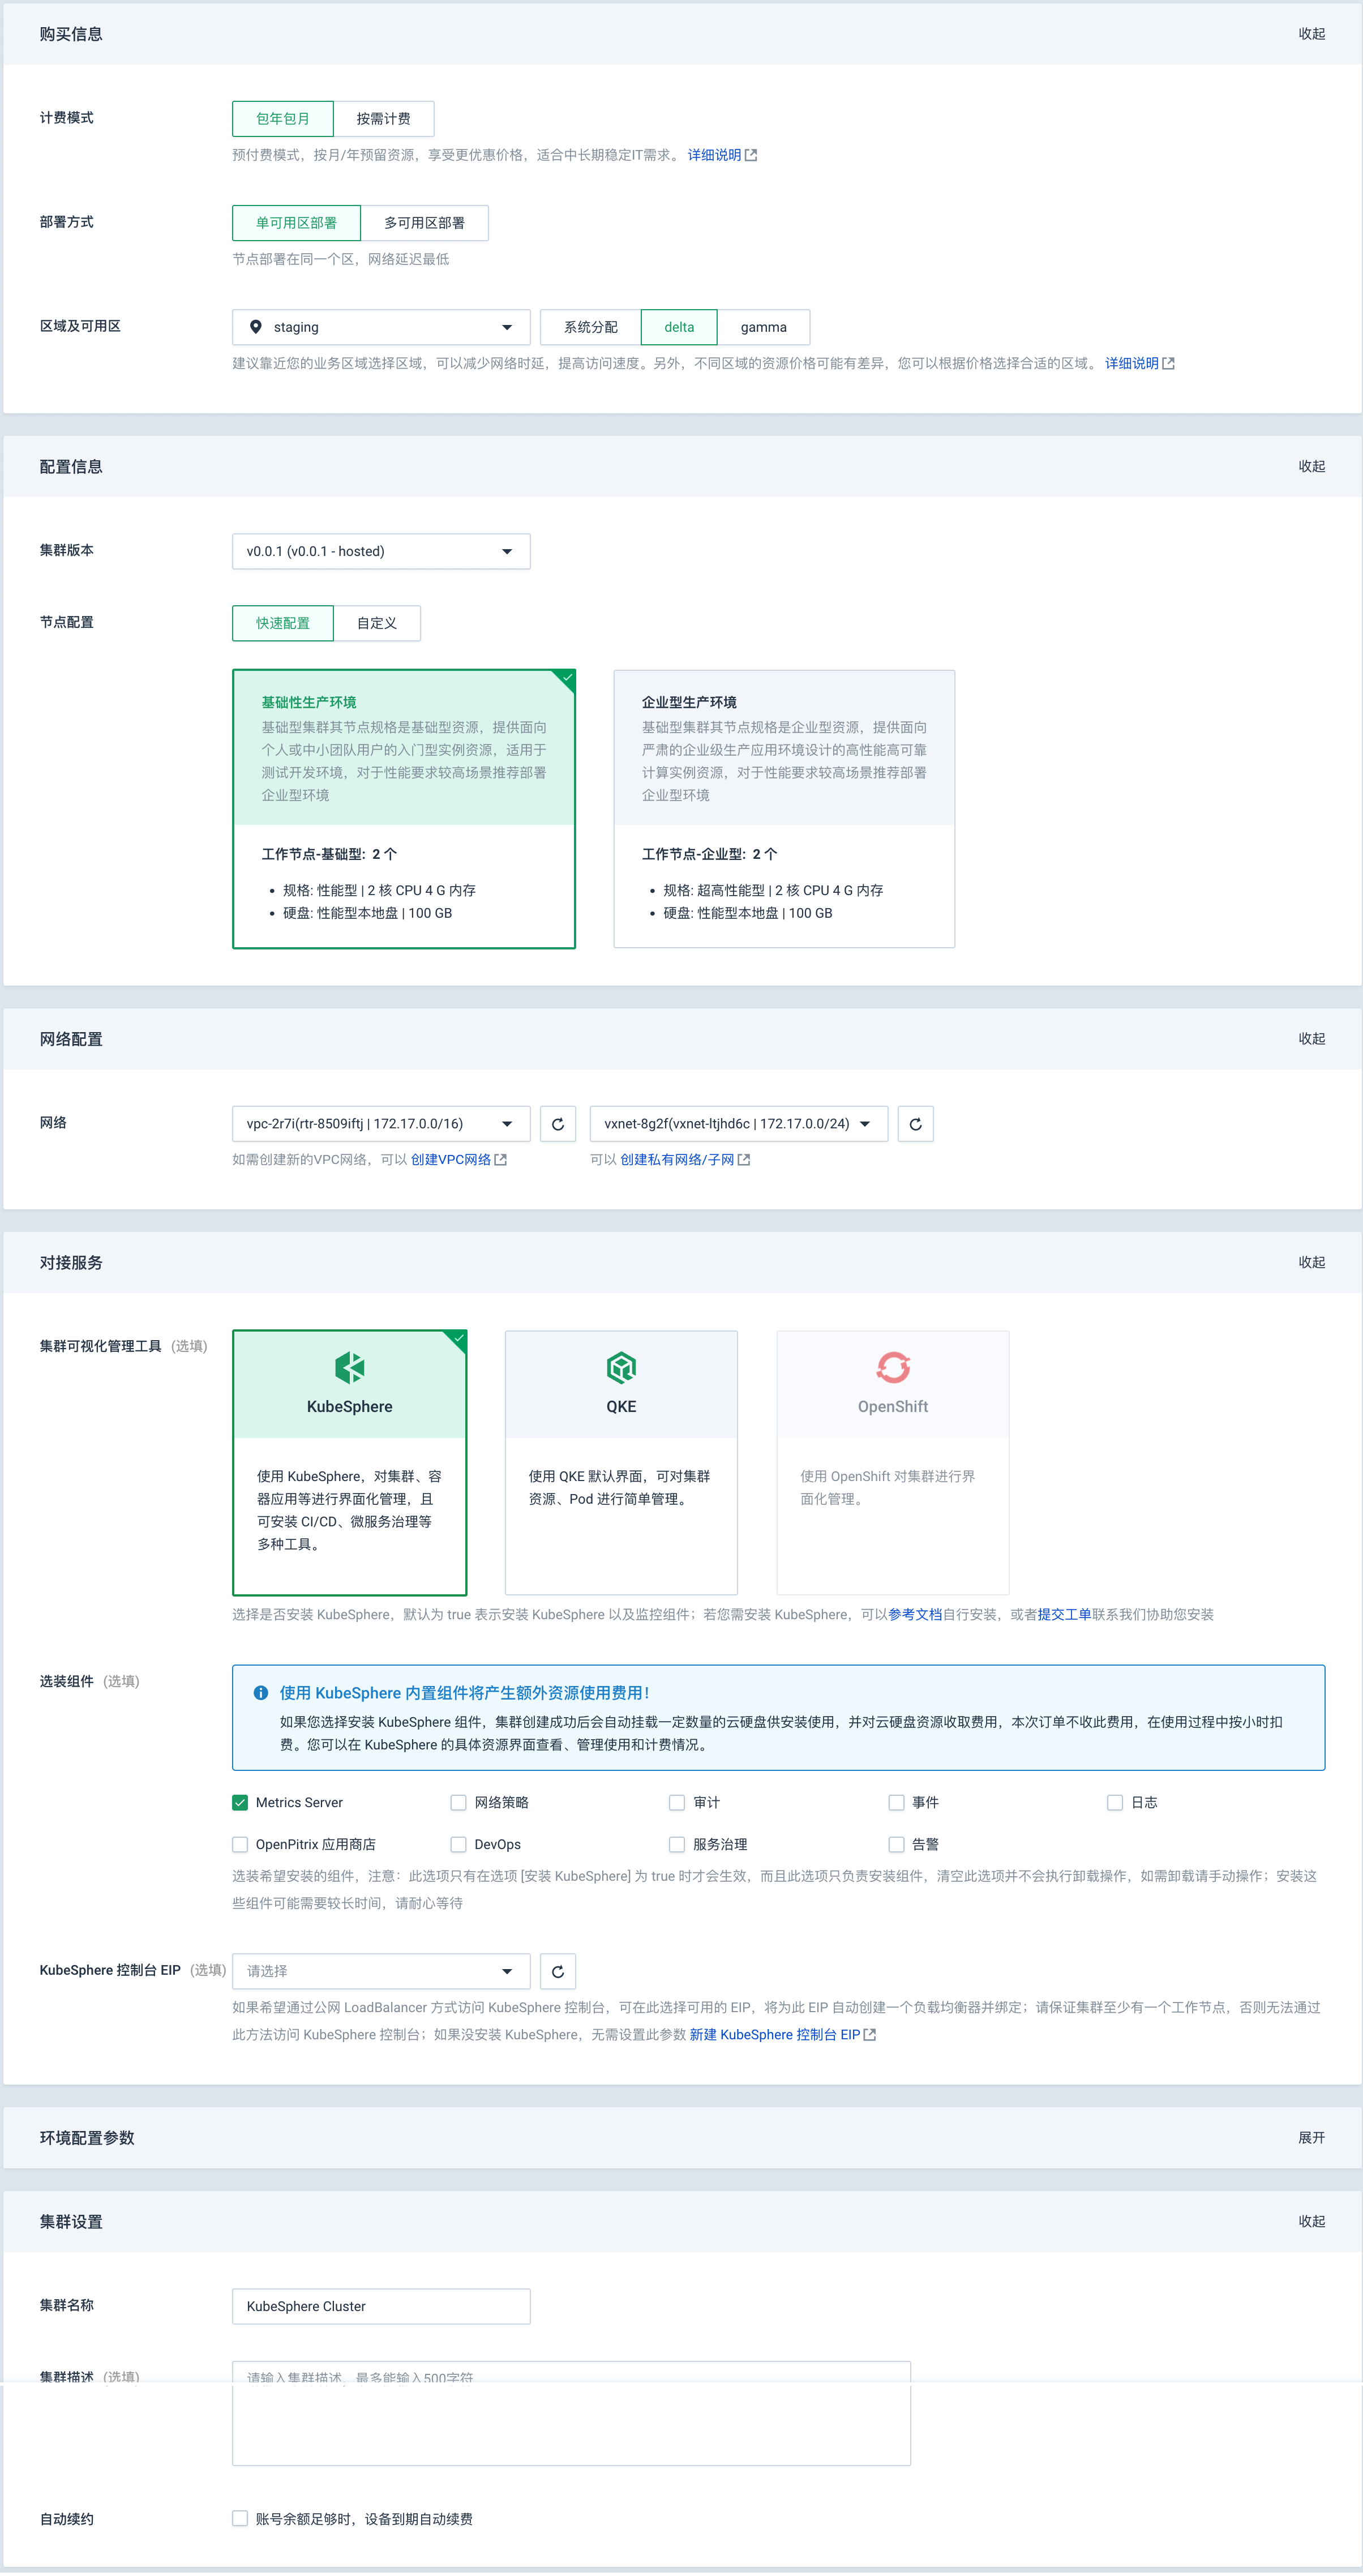 购买信息
收起
计费模式
包年包月
按需计费
预付费模式，按月/年预留资源，享受更优惠价格，适合中长期稳定IT需求。 详细说明
部署方式
单可用区部署
多可用区部署
节点部署在同一个区，网络延迟最低
区域及可用区
staging
系统分配
delta
gamma
建议靠近您的业务区域选择区域，可以减少网络时延，提高访问速度。另外，不同区域的资源价格可能有差异，您可以根据价格选择合适的区域。 详细说明
配置信息
收起
集群版本
v0.0.1 (v0.0.1 - hosted)
节点配置
快速配置
自定义
基础性生产环境
基础型集群其节点规格是基础型资源，提供面向
个人或中小团队用户的入门型实例资源，适用于
测试开发环境，对于性能要求较高场景推荐部署
企业型环境
工作节点-基础型: 2 个
• 规格: 性能型 | 2 核 CPU 4 G 内存
• 硬盘: 性能型本地盘 | 100 GB
企业型生产环境
基础型集群其节点规格是企业型资源，提供面向
严肃的企业级生产应用环境设计的高性能高可靠
计算实例资源，对于性能要求较高场景推荐部署
企业型环境
工作节点-企业型: 2 个
• 规格: 超高性能型 | 2 核 CPU 4 G 内存
• 硬盘: 性能型本地盘 | 100 GB
网络配置
收起
网络
vpc-2r7i(rtr-8509iftj | 172.17.0.0/16)
vxnet-8g2f(vxnet-ltjhd6c | 172.17.0.0/24)
如需创建新的VPC网络，可以 创建VPC网络
可以 创建私有网络/子网
对接服务
收起
集群可视化管理工具 (选填)
KubeSphere
使用 KubeSphere，对集群、容
器应用等进行界面化管理，且
可安装 CI/CD、微服务治理等
多种工具。
QKE
使用 QKE 默认界面，可对集群
资源、Pod 进行简单管理。
OpenShift
使用 OpenShift 对集群进行界
面化管理。
选择是否安装 KubeSphere，默认为 true 表示安装 KubeSphere 以及监控组件；若您需安装 KubeSphere，可以参考文档自行安装，或者提交工单联系我们协助您安装
选装组件 (选填)
使用 KubeSphere 内置组件将产生额外资源使用费用！
如果您选择安装 KubeSphere 组件，集群创建成功后会自动挂载一定数量的云硬盘供安装使用，并对云硬盘资源收取费用，本次订单不收此费用，在使用过程中按小时扣
费。您可以在 KubeSphere 的具体资源界面查看、管理使用和计费情况。
Metrics Server
网络策略
审计
事件
日志
OpenPitrix 应用商店
DevOps
服务治理
告警
选装希望安装的组件，注意：此选项只有在选项 [安装 KubeSphere] 为 true 时才会生效，而且此选项只负责安装组件，清空此选项并不会执行卸载操作，如需卸载请手动操作；安装这
些组件可能需要较长时间，请耐心等待
KubeSphere 控制台 EIP (选填)
请选择
如果希望通过公网 LoadBalancer 方式访问 KubeSphere 控制台，可在此选择可用的 EIP，将为此 EIP 自动创建一个负载均衡器并绑定；请保证集群至少有一个工作节点，否则无法通过
此方法访问 KubeSphere 控制台；如果没安装 KubeSphere，无需设置此参数 新建 KubeSphere 控制台 EIP
环境配置参数
展开
集群设置
收起
集群名称
KubeSphere Cluster
集群描述 (选填)
请输入集群描述，最多能输入500字符
自动续约
账号余额足够时，设备到期自动续费